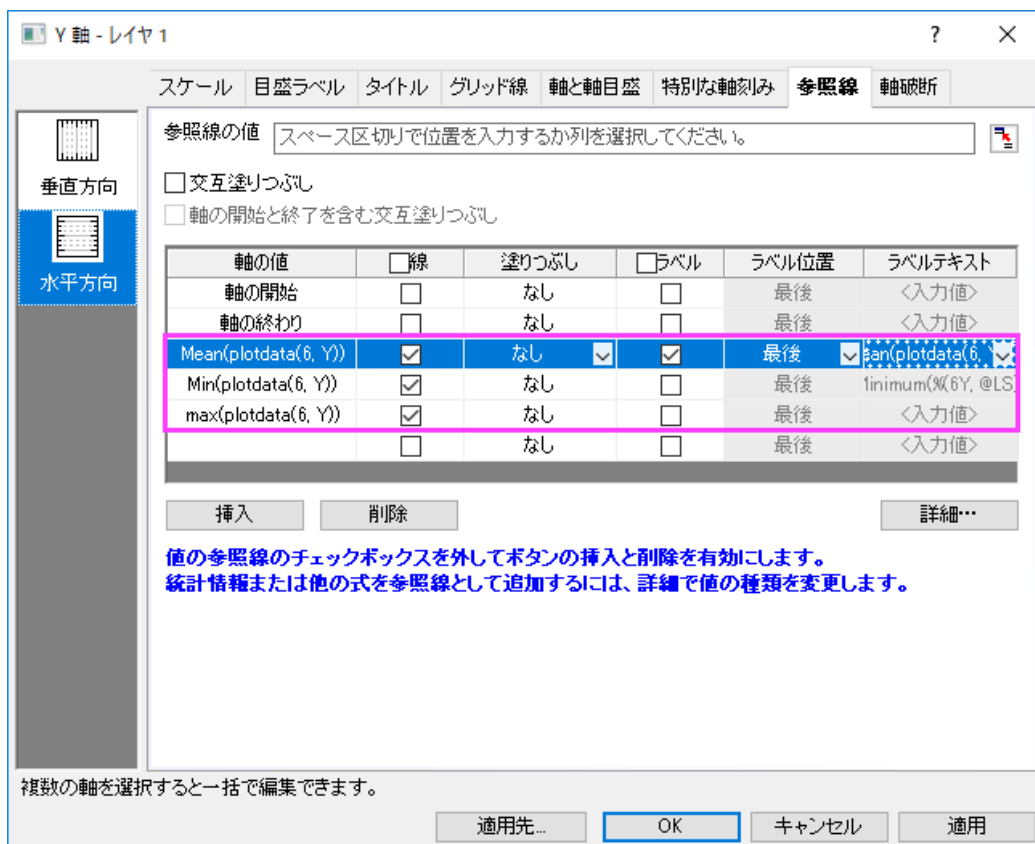 Y 軸 - レイヤ 1
スケール 目盛ラベル タイトル グリッド線 軸と軸目盛 特別な軸刻み 参照線 軸破断
垂直方向
水平方向
参照線の値 スペース区切りで位置を入力するか列を選択してください。
交互塗りつぶし
軸の開始と終了を含む交互塗りつぶし
軸の値 線 塗りつぶし ラベル ラベル位置 ラベルテキスト
軸の開始 なし 最後 <入力値>
軸の終わり なし 最後 <入力値>
Mean(plotdata(6, Y)) なし 最後 an(plotdata(6,
Min(plotdata(6, Y)) なし 最後 inimum(%(6Y, @LS)
max(plotdata(6, Y)) なし 最後 <入力値>
なし 最後 <入力値>
挿入 削除 詳細…
値の参照線のチェックボックスを外してボタンの挿入と削除を有効にします。
統計情報または他の式を参照線として追加するには、詳細で値の種類を変更します。
複数の軸を選択すると一括で編集できます。
適用先... OK キャンセル 適用